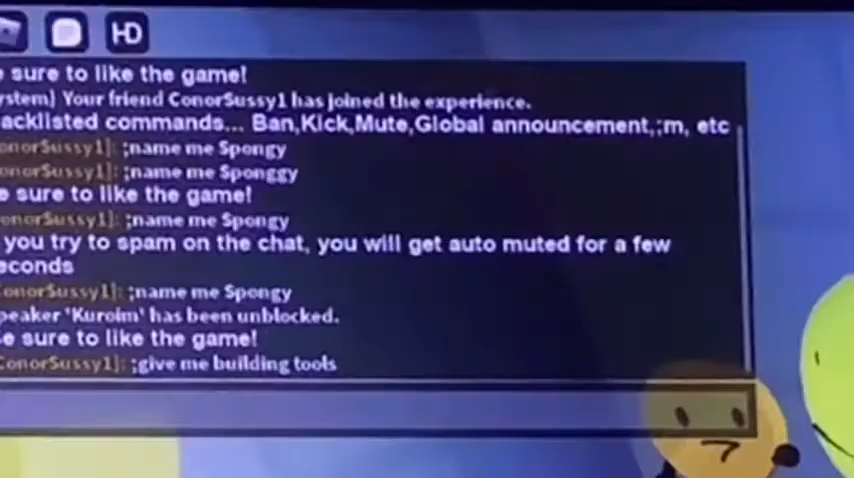 HD
e sure to like the game!
ystem] Your friend ConorSussy1 has joined the experience.
acklisted commands... Ban,Kick,Mute,Global announcement,;m, etc
onorSussy1]: ;name me Spongy
onorSussy1]: ;name me Sponggy
e sure to like the game!
onorSussy1]: ;name me Spongy
you try to spam on the chat, you will get auto muted for a few
econds
ConorSussy1]: ;name me Spongy
peaker 'Kuroim' has been unblocked.
e sure to like the game!
ConorSussy1]: ;give me building tools